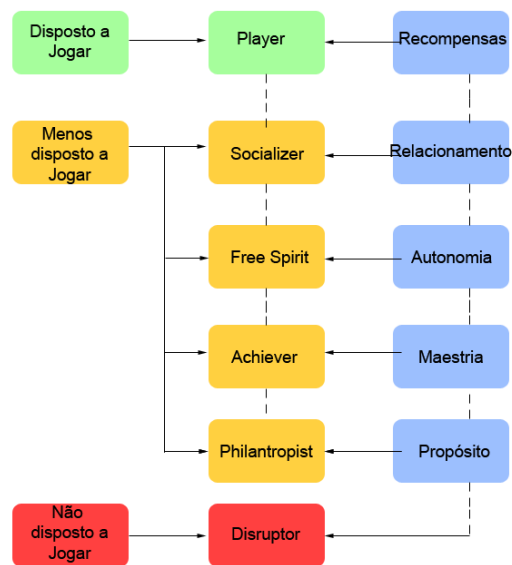 Disposto a
Jogar
Player
Recompensas
Menos
disposto a
Jogar
Socializer
Relacionamento
Free Spirit
Autonomia
Achiever
Maestria
Philantropist
Propósito
Não
disposto a
Jogar
Disruptor